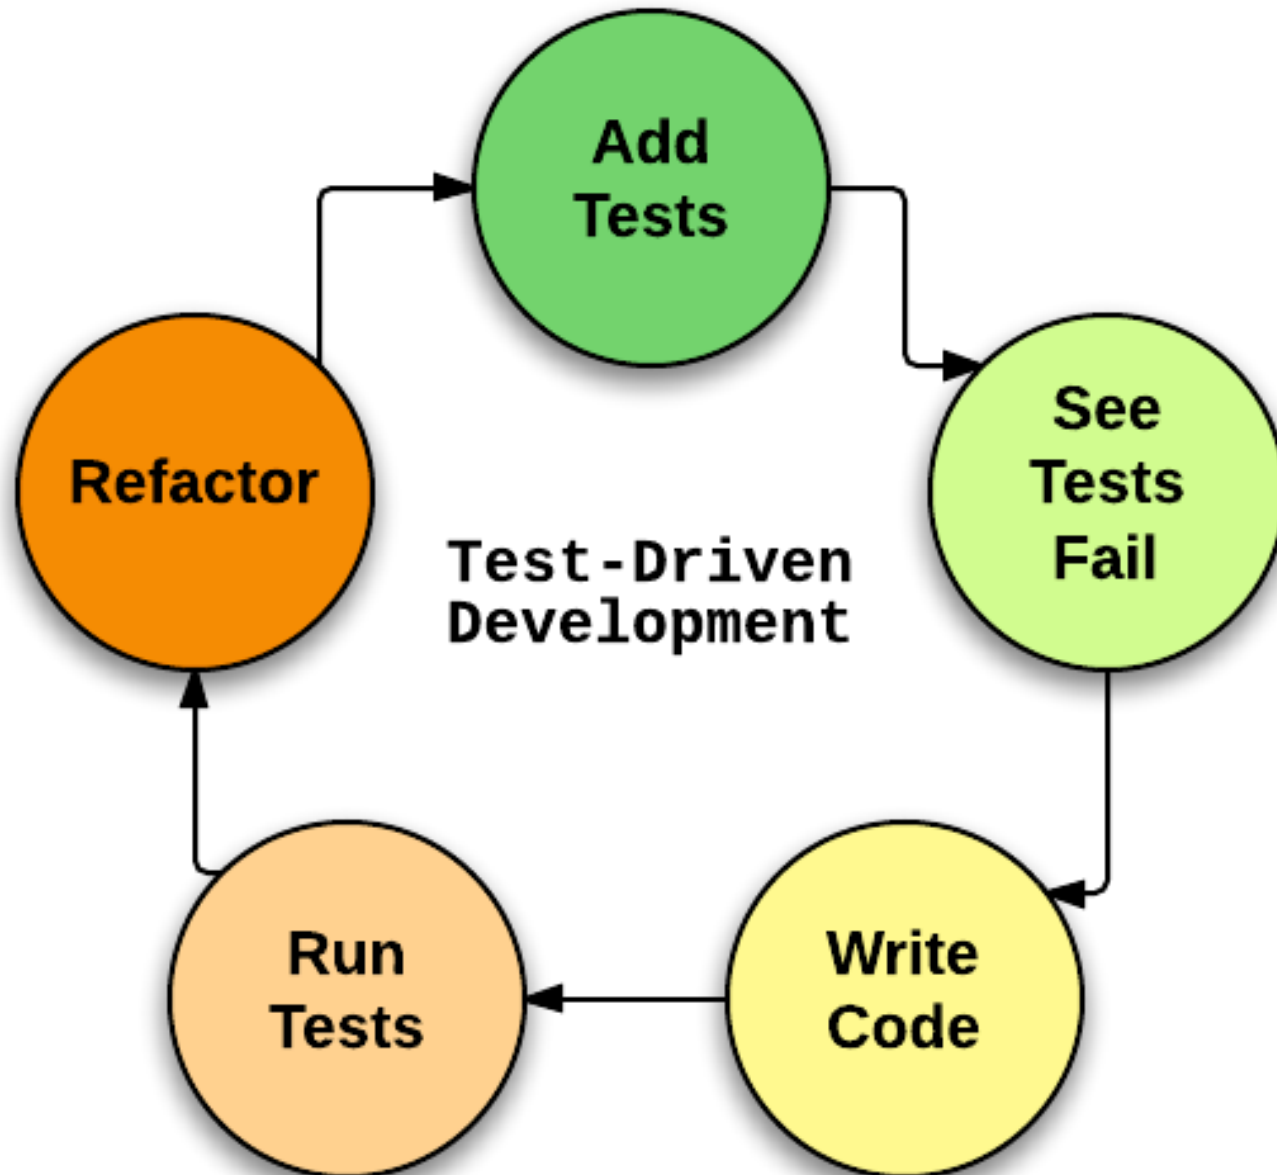 Add
Tests
See
Tests
Fail
Write
Code
Run
Tests
Refactor
Test-Driven
Development